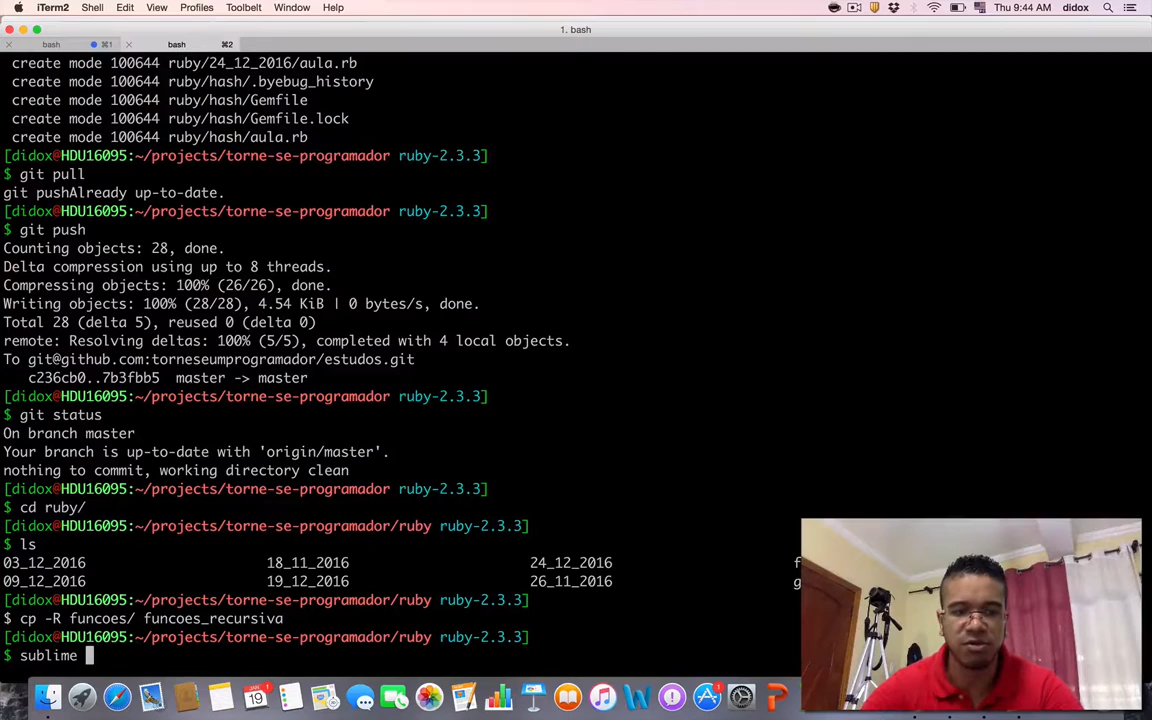 iTerm2 Shell Edit View Profiles Toolbelt Window Help Thu 9:44 AM didox
1. bash
bash ⌘1 bash ⌘2
create mode 100644 ruby/24_12_2016/aula.rb
create mode 100644 ruby/hash/.byebug_history
create mode 100644 ruby/hash/Gemfile
create mode 100644 ruby/hash/Gemfile.lock
create mode 100644 ruby/hash/aula.rb
[didox@HDU16095:~/projects/torne-se-programador ruby-2.3.3]
$ git pull
git pushAlready up-to-date.
[didox@HDU16095:~/projects/torne-se-programador ruby-2.3.3]
$ git push
Counting objects: 28, done.
Delta compression using up to 8 threads.
Compressing objects: 100% (26/26), done.
Writing objects: 100% (28/28), 4.54 KiB | 0 bytes/s, done.
Total 28 (delta 5), reused 0 (delta 0)
remote: Resolving deltas: 100% (5/5), completed with 4 local objects.
To git@github.com:torneseumprogramador/estudos.git
c236cb0..7b3fbb5 master -> master
[didox@HDU16095:~/projects/torne-se-programador ruby-2.3.3]
$ git status
On branch master
Your branch is up-to-date with 'origin/master'.
nothing to commit, working directory clean
[didox@HDU16095:~/projects/torne-se-programador ruby-2.3.3]
$ cd ruby/
[didox@HDU16095:~/projects/torne-se-programador/ruby ruby-2.3.3]
$ ls
03_12_2016 18_11_2016 24_12_2016
09_12_2016 19_12_2016 26_11_2016
[didox@HDU16095:~/projects/torne-se-programador/ruby ruby-2.3.3]
$ cp -R funcoes/ funcoes_recursiva
[didox@HDU16095:~/projects/torne-se-programador/ruby ruby-2.3.3]
$ sublime
JAN
19